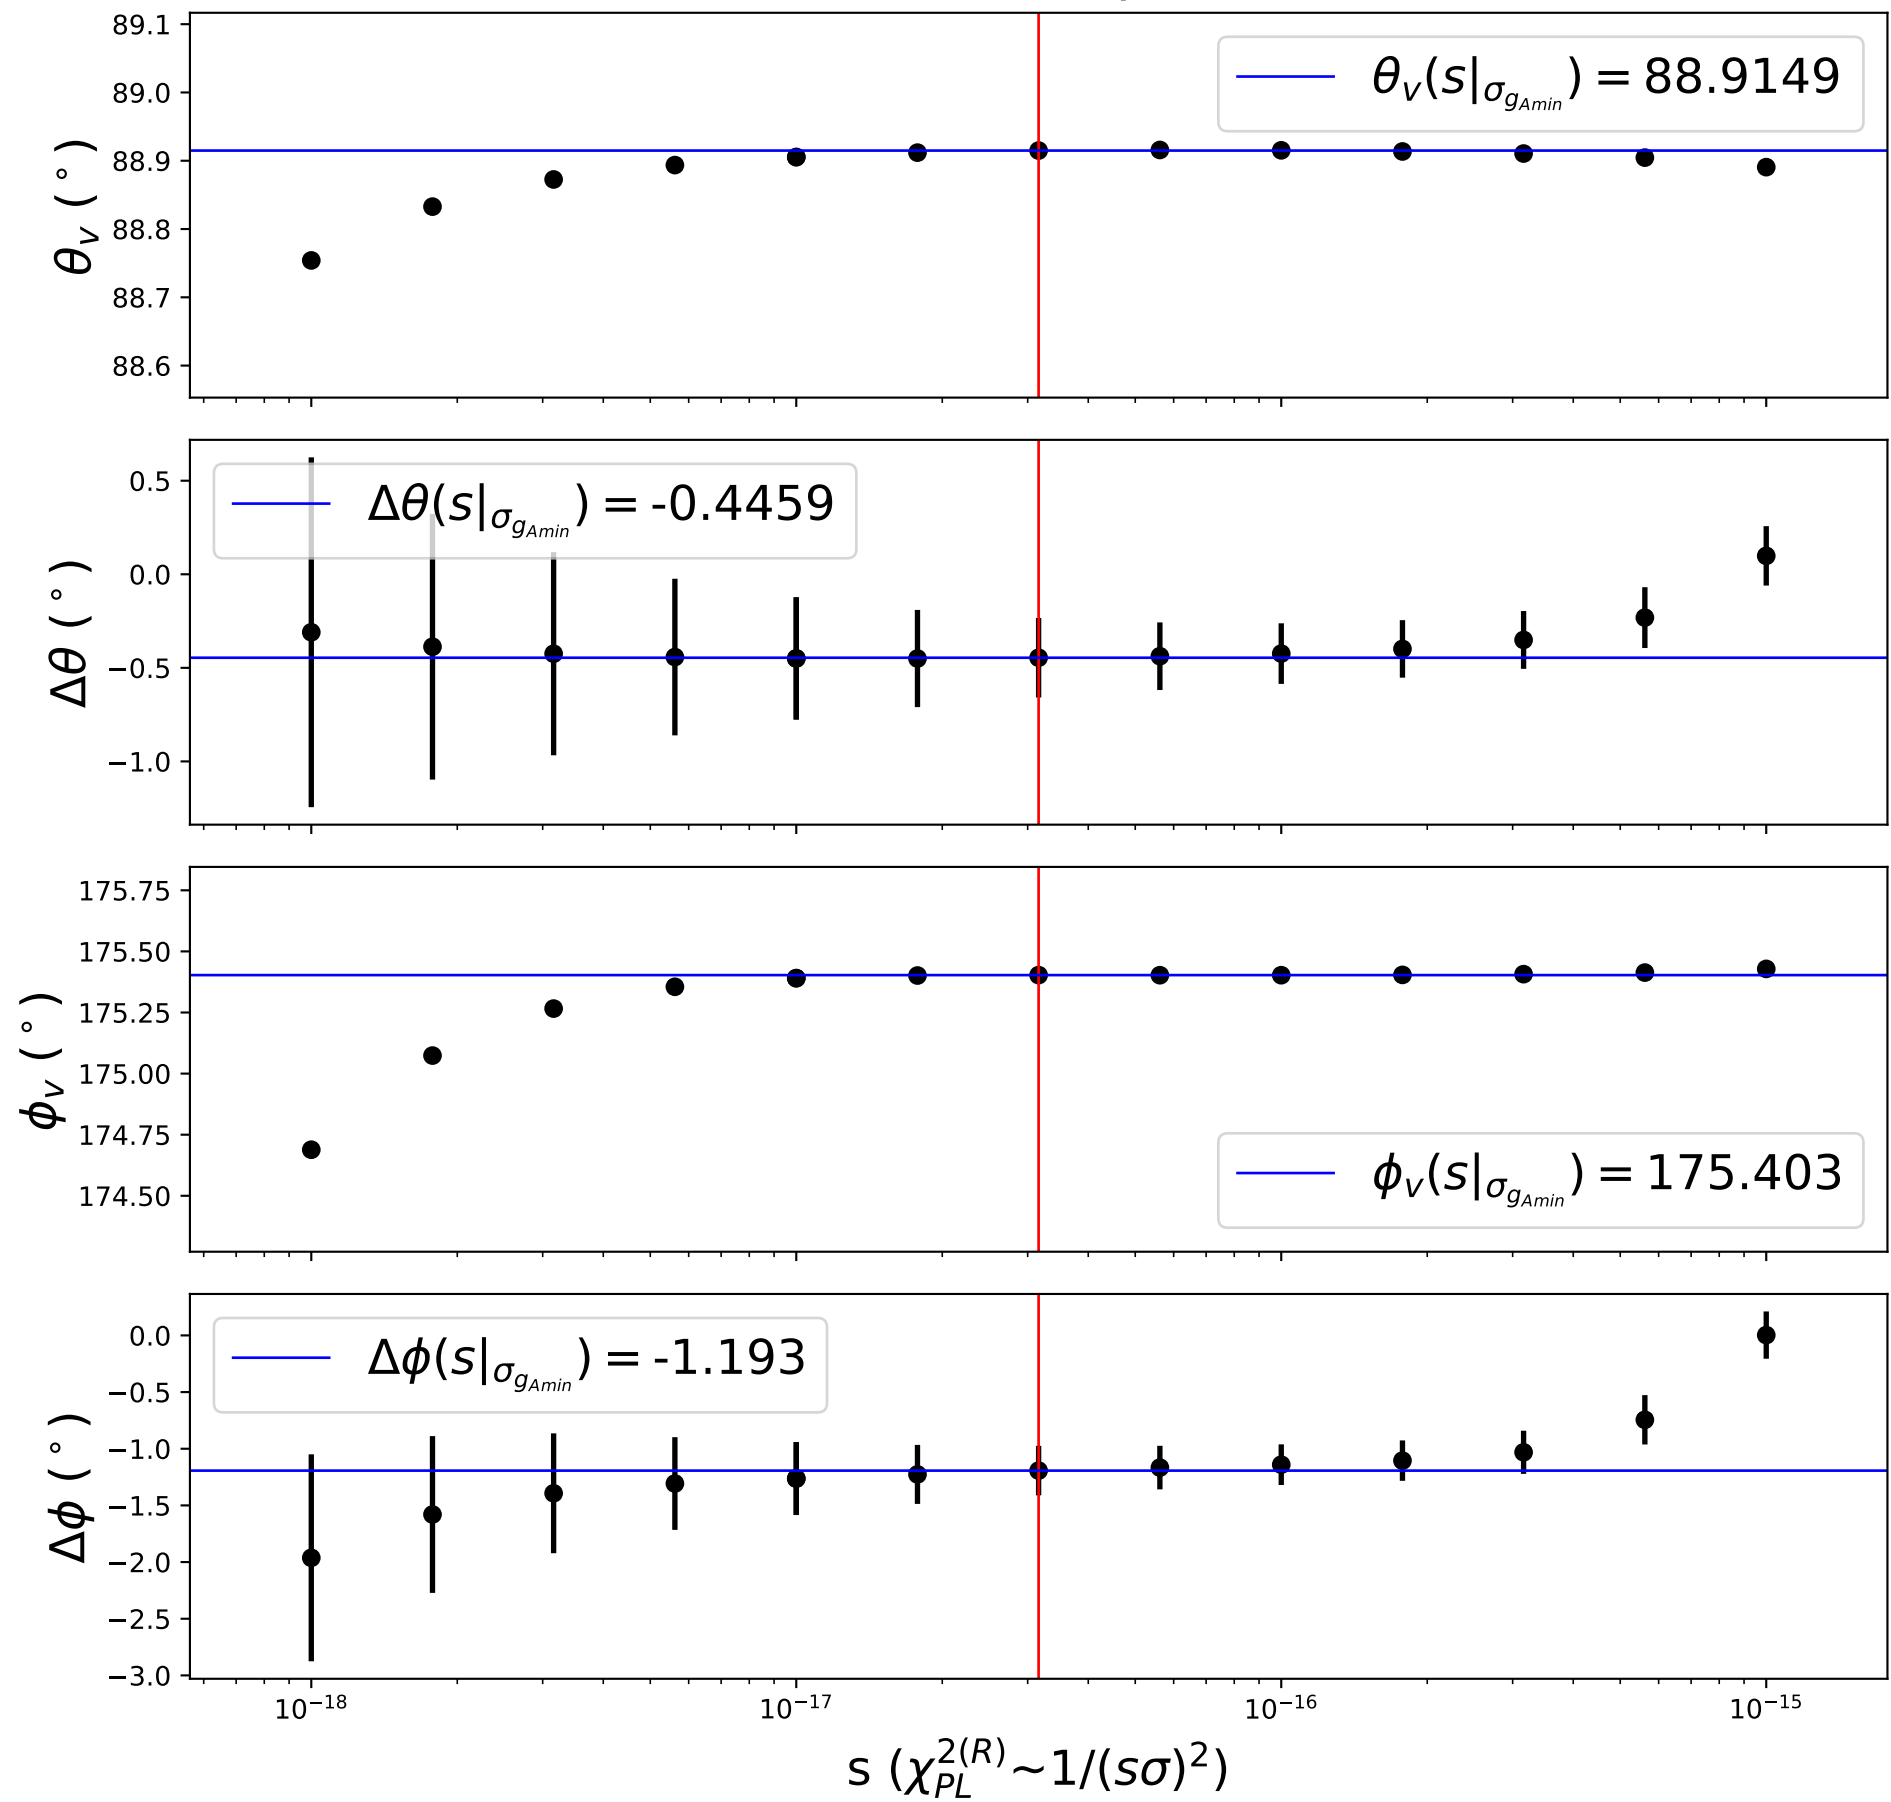 89.1
89.0
88.9
88.8
88.7
88.6
θ_v (°)
θ_v(s|σ_{g_{Amin}}) = 88.9149
0.5
0.0
−0.5
−1.0
Δθ (°)
Δθ(s|σ_{g_{Amin}}) = -0.4459
175.75
175.50
175.25
175.00
174.75
174.50
ϕ_v (°)
ϕ_v(s|σ_{g_{Amin}}) = 175.403
0.0
−0.5
−1.0
−1.5
−2.0
−2.5
−3.0
Δϕ (°)
Δϕ(s|σ_{g_{Amin}}) = -1.193
10^{−18} 10^{−17} 10^{−16} 10^{−15}
s (χ_{PL}^{2(R)}~1/(sσ)^2)